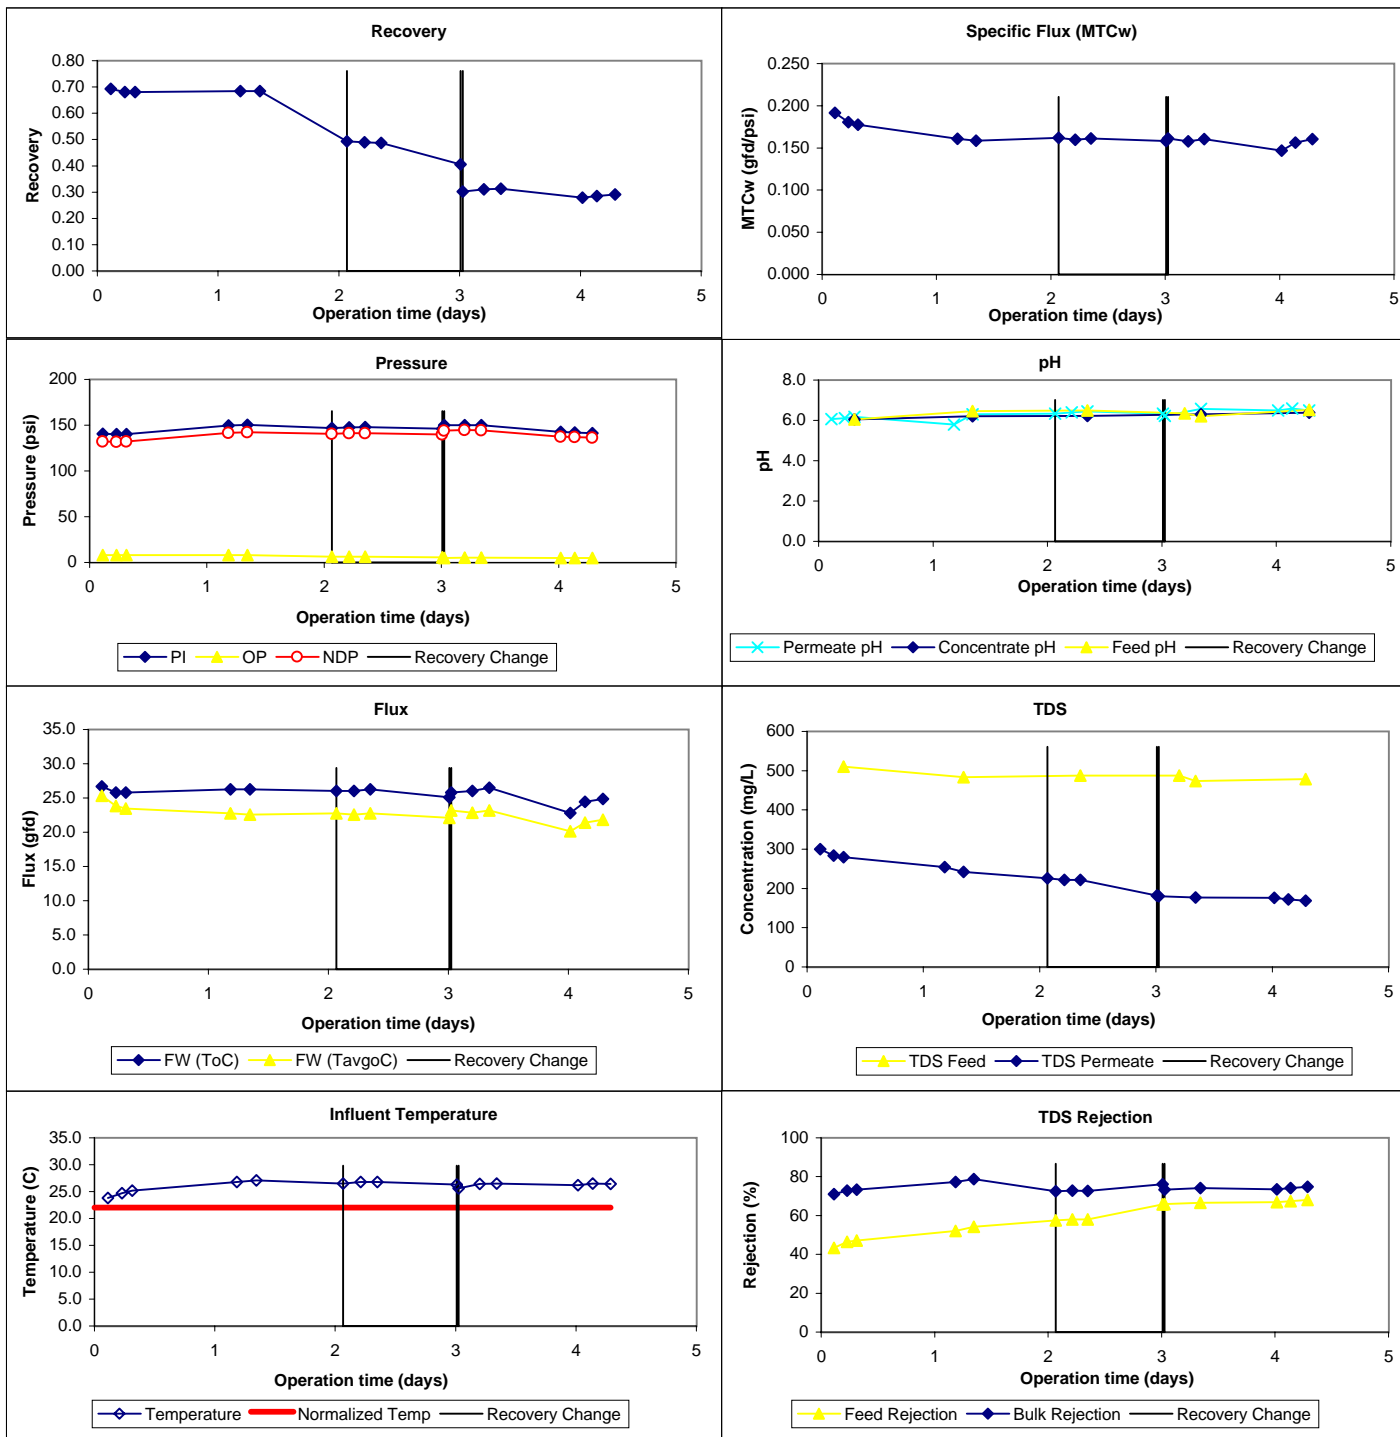 Recovery
0.80
0.70
0.60
0.50
0.40
0.30
0.20
0.10
0.00
Recovery
0 1 2 3 4 5
Operation time (days)
Specific Flux (MTCw)
0.250
0.200
0.150
0.100
0.050
0.000
MTCw (gfd/psi)
0 1 2 3 4 5
Operation time (days)
Pressure
200
150
100
50
0
Pressure (psi)
0 1 2 3 4 5
Operation time (days)
PI OP NDP Recovery Change
pH
8.0
6.0
4.0
2.0
0.0
pH
0 1 2 3 4 5
Operation time (days)
Permeate pH Concentrate pH Feed pH Recovery Change
Flux
35.0
30.0
25.0
20.0
15.0
10.0
5.0
0.0
Flux (gfd)
0 1 2 3 4 5
Operation time (days)
FW (ToC) FW (TavgoC) Recovery Change
TDS
600
500
400
300
200
100
0
Concentration (mg/L)
0 1 2 3 4 5
Operation time (days)
TDS Feed TDS Permeate Recovery Change
Influent Temperature
35.0
30.0
25.0
20.0
15.0
10.0
5.0
0.0
Temperature (C)
0 1 2 3 4 5
Operation time (days)
Temperature Normalized Temp Recovery Change
TDS Rejection
100
80
60
40
20
0
Rejection (%)
0 1 2 3 4 5
Operation time (days)
Feed Rejection Bulk Rejection Recovery Change